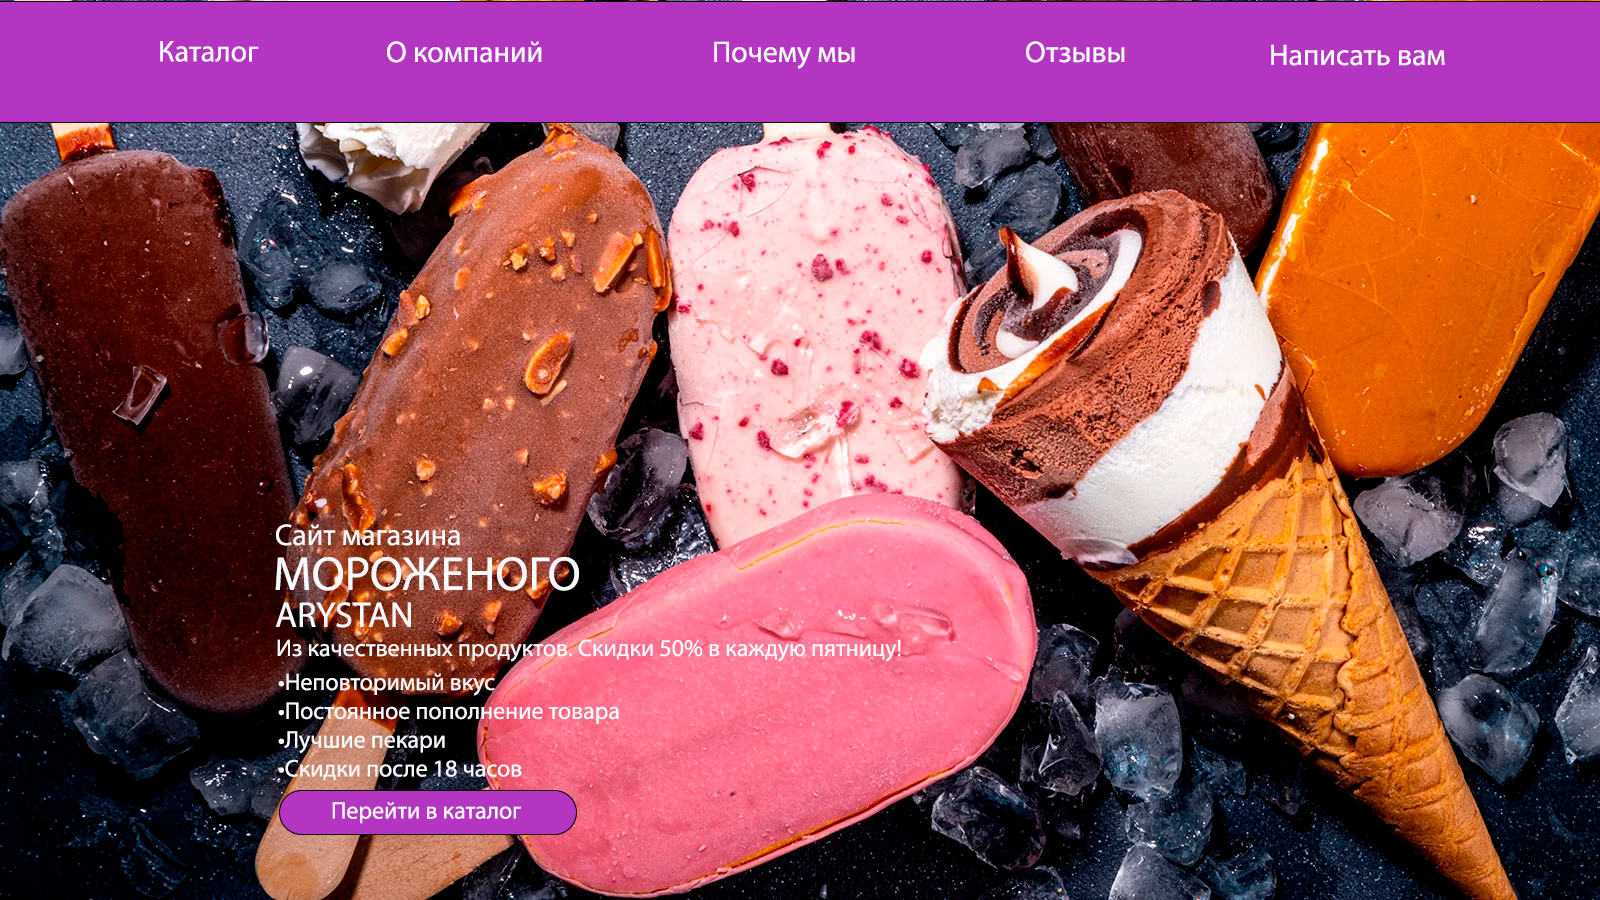 Каталог
О компаний
Почему мы
Отзывы
Написать вам
Сайт магазина
МОРОЖЕНОГО
ARYSTAN
Из качественных продуктов. Скидки 50% в каждую пятницу!
•Неповторимый вкус
•Постоянное пополнение товара
•Лучшие пекари
•Скидки после 18 часов
Перейти в каталог